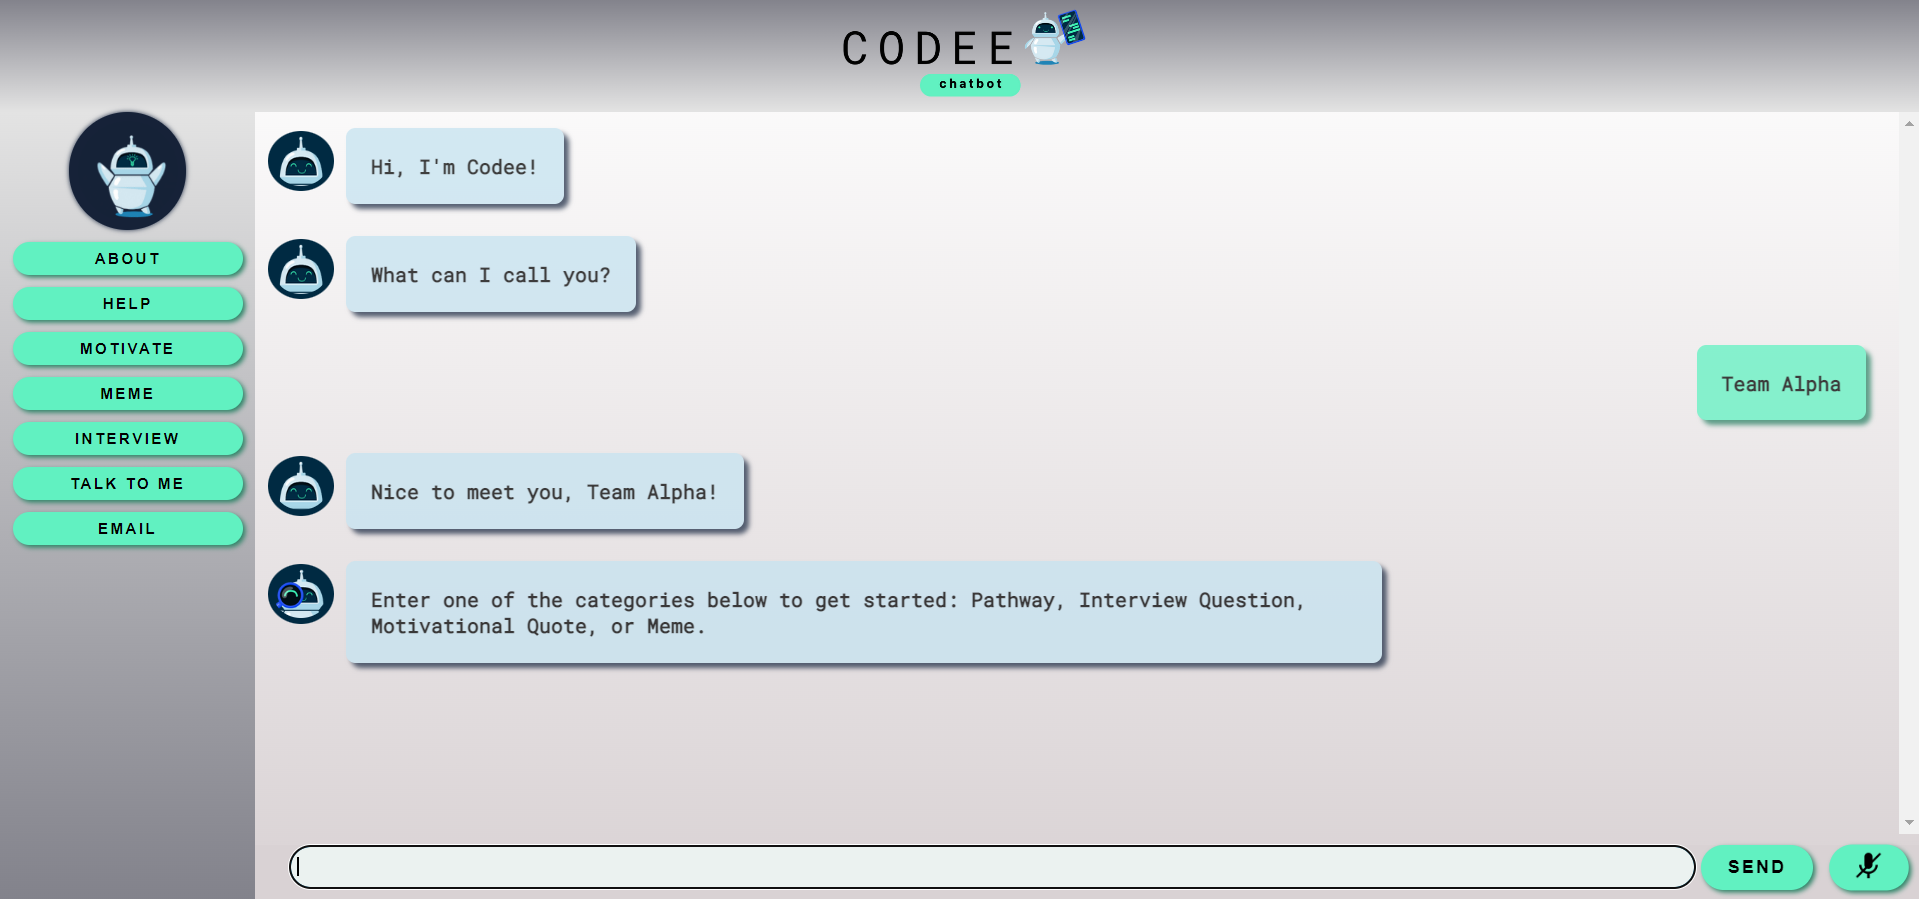 CODEE
chatbot
ABOUT
HELP
MOTIVATE
MEME
INTERVIEW
TALK TO ME
EMAIL
Hi, I'm Codee!
What can I call you?
Team Alpha
Nice to meet you, Team Alpha!
Enter one of the categories below to get started: Pathway, Interview Question,
Motivational Quote, or Meme.
SEND